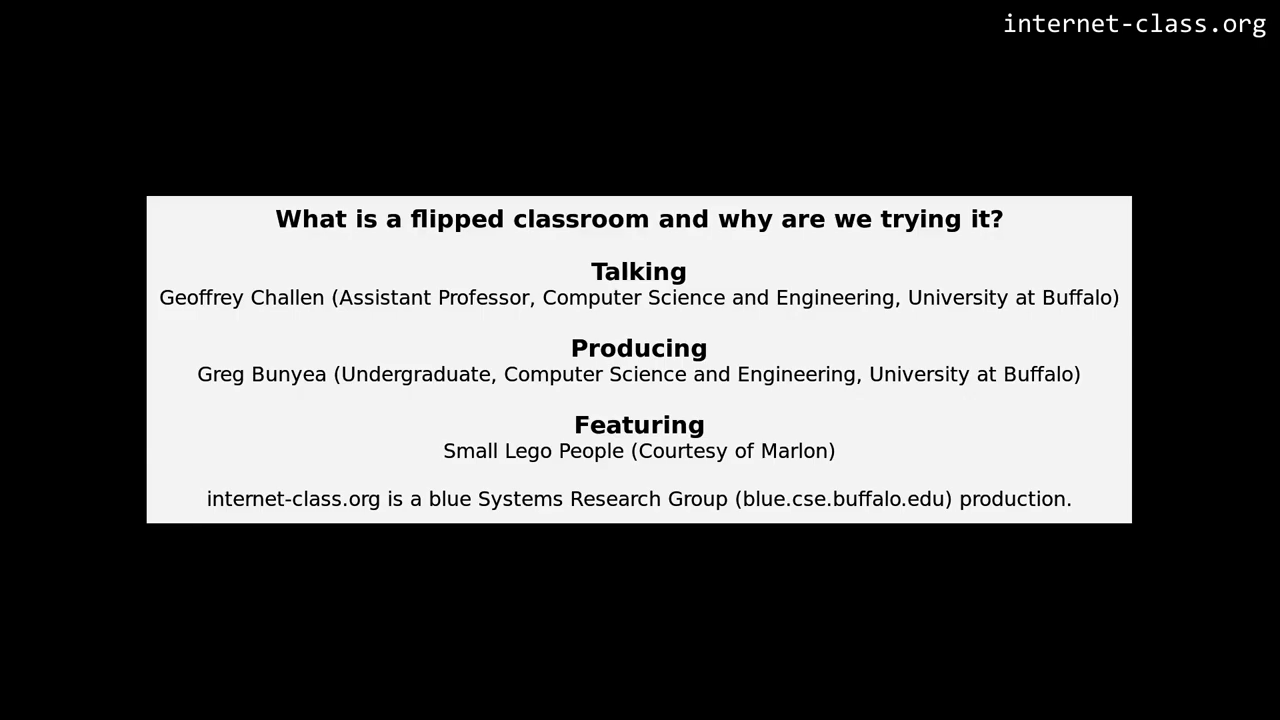 internet-class.org
What is a flipped classroom and why are we trying it?
Talking
Geoffrey Challen (Assistant Professor, Computer Science and Engineering, University at Buffalo)
Producing
Greg Bunyea (Undergraduate, Computer Science and Engineering, University at Buffalo)
Featuring
Small Lego People (Courtesy of Marlon)
internet-class.org is a blue Systems Research Group (blue.cse.buffalo.edu) production.